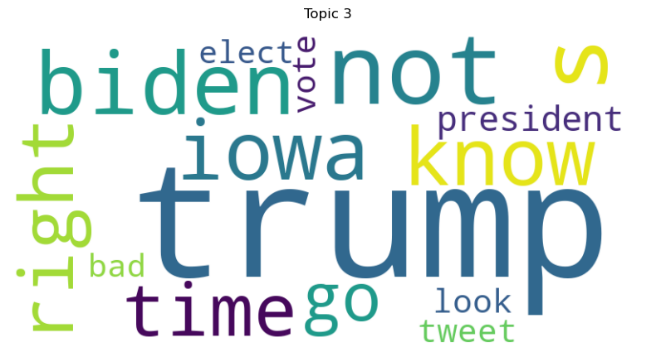 Topic 3
elect
vote
not
s
biden
president
iowa
know
right
trump
bad
time
go
look
tweet